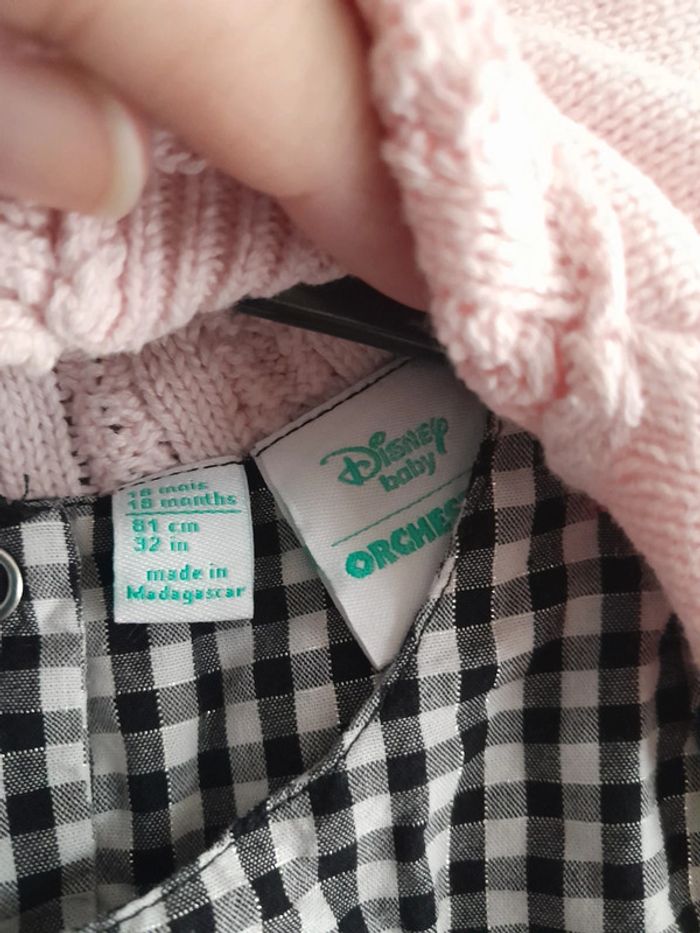 18 mois
18 months
81 cm
32 in
made in
Madagascar
Disney
baby
ORCHES